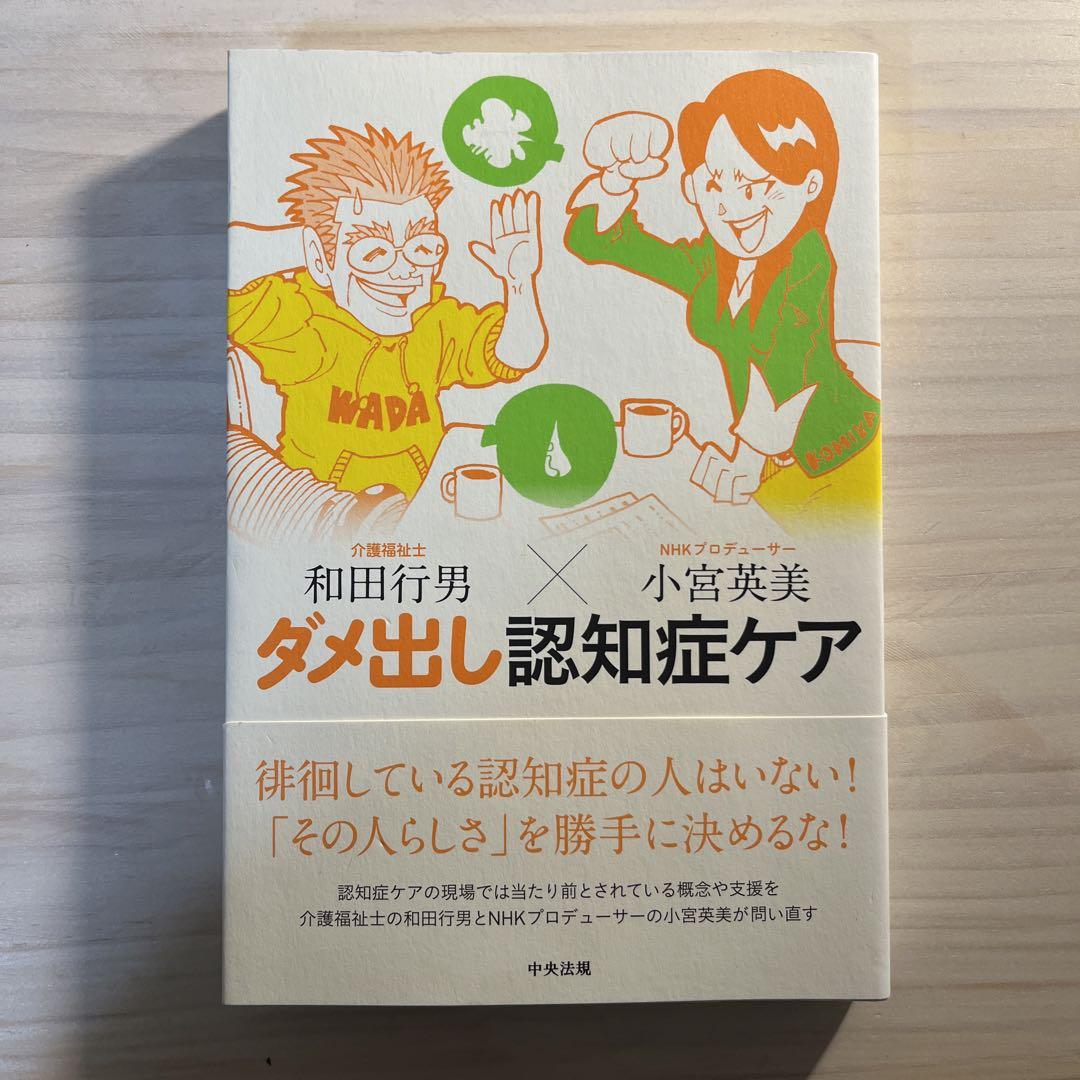 WADA
KOMIYA
介護福祉士
和田行男
×
NHKプロデューサー
小宮英美
ダメ出し認知症ケア
徘徊している認知症の人はいない!
「その人らしさ」を勝手に決めるな!
認知症ケアの現場では当たり前とされている概念や支援を
介護福祉士の和田行男とNHKプロデューサーの小宮英美が問い直す
中央法規